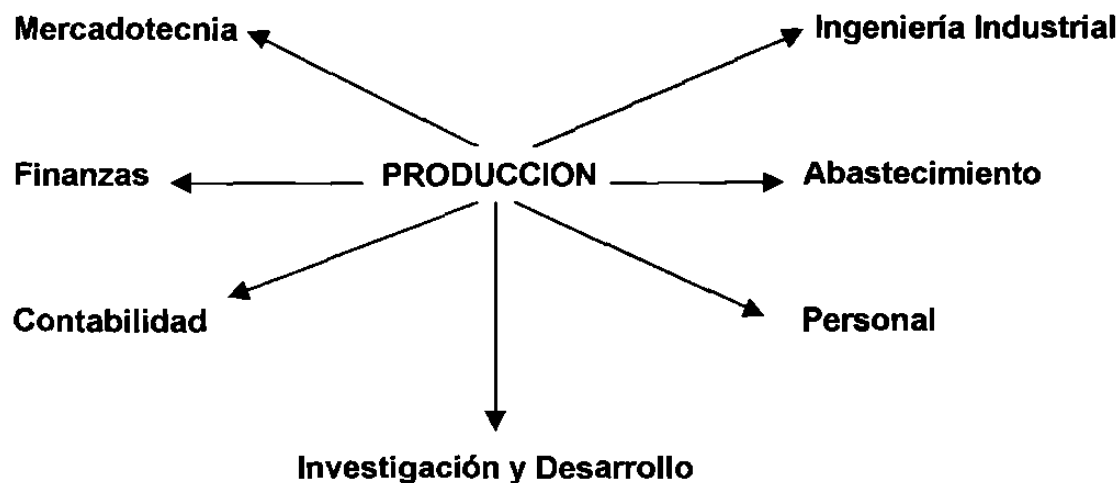 Mercadotecnia
Ingeniería Industrial
Finanzas
PRODUCCION
Abastecimiento
Contabilidad
Personal
Investigación y Desarrollo